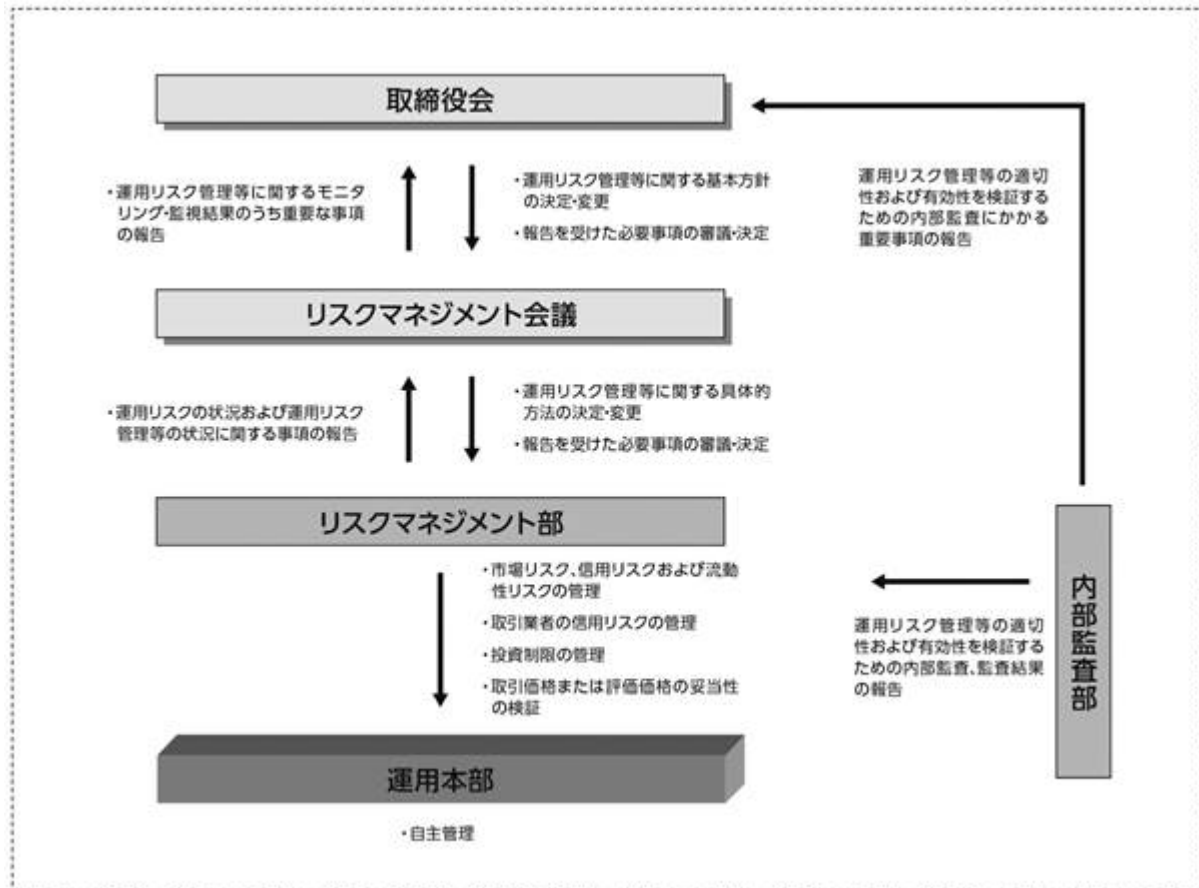 取締役会
・運用リスク管理等に関するモニタ
リング・監視結果のうち重要な事項
の報告
・運用リスク管理等に関する基本方針
の決定・変更
・報告を受けた必要事項の審議・決定
運用リスク管理等の適切
性および有効性を検証する
ための内部監査にかかる
重要事項の報告
リスクマネジメント会議
・運用リスクの状況および運用リスク
管理等の状況に関する事項の報告
・運用リスク管理等に関する具体的
方法の決定・変更
・報告を受けた必要事項の審議・決定
リスクマネジメント部
・市場リスク、信用リスクおよび流動
性リスクの管理
・取引業者の信用リスクの管理
・投資制限の管理
・取引価格または評価価格の妥当性
の検証
運用リスク管理等の適切
性および有効性を検証する
ための内部監査、監査結果
の報告
内部監査部
運用本部
・自主管理